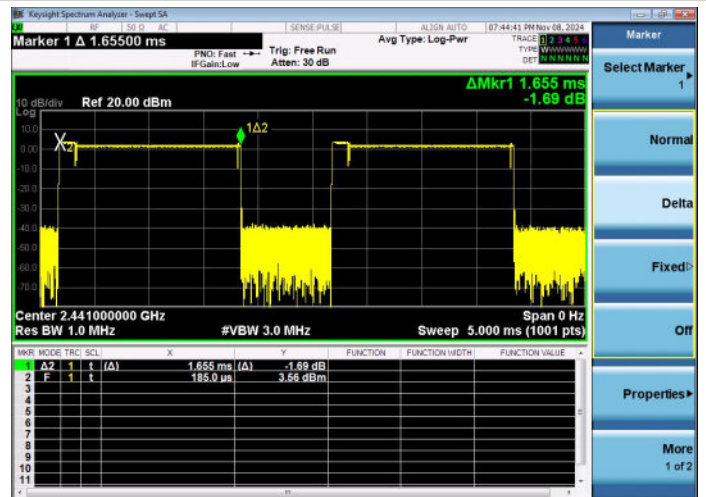 Keysight Spectrum Analyzer - Swept SA
RF 50 Ω AC SENSE:PULSE ALIGN AUTO 07:44:41 PM Nov 08, 2024
Marker 1 Δ 1.65500 ms
PNO: Fast
IFGain:Low
Trig: Free Run
Atten: 30 dB
Avg Type: Log-Pwr
TRACE 1 2 3 4 5 6
TYPE WWWWWW
DET N N N N N N
ΔMkr1 1.655 ms
-1.69 dB
10 dB/div Ref 20.00 dBm
Log
10.0
0.00
-10.0
-20.0
-30.0
-40.0
-50.0
-60.0
-70.0
X2
1Δ2
Center 2.441000000 GHz Span 0 Hz
Res BW 1.0 MHz #VBW 3.0 MHz Sweep 5.000 ms (1001 pts)
MKR MODE TRC SCL X Y FUNCTION FUNCTION WIDTH FUNCTION VALUE
1 Δ2 1 t (Δ) 1.655 ms (Δ) -1.69 dB
2 F 1 t 185.0 µs 3.56 dBm
3
4
5
6
7
8
9
10
11
Marker
Select Marker
1
Normal
Delta
Fixed
Off
Properties
More
1 of 2